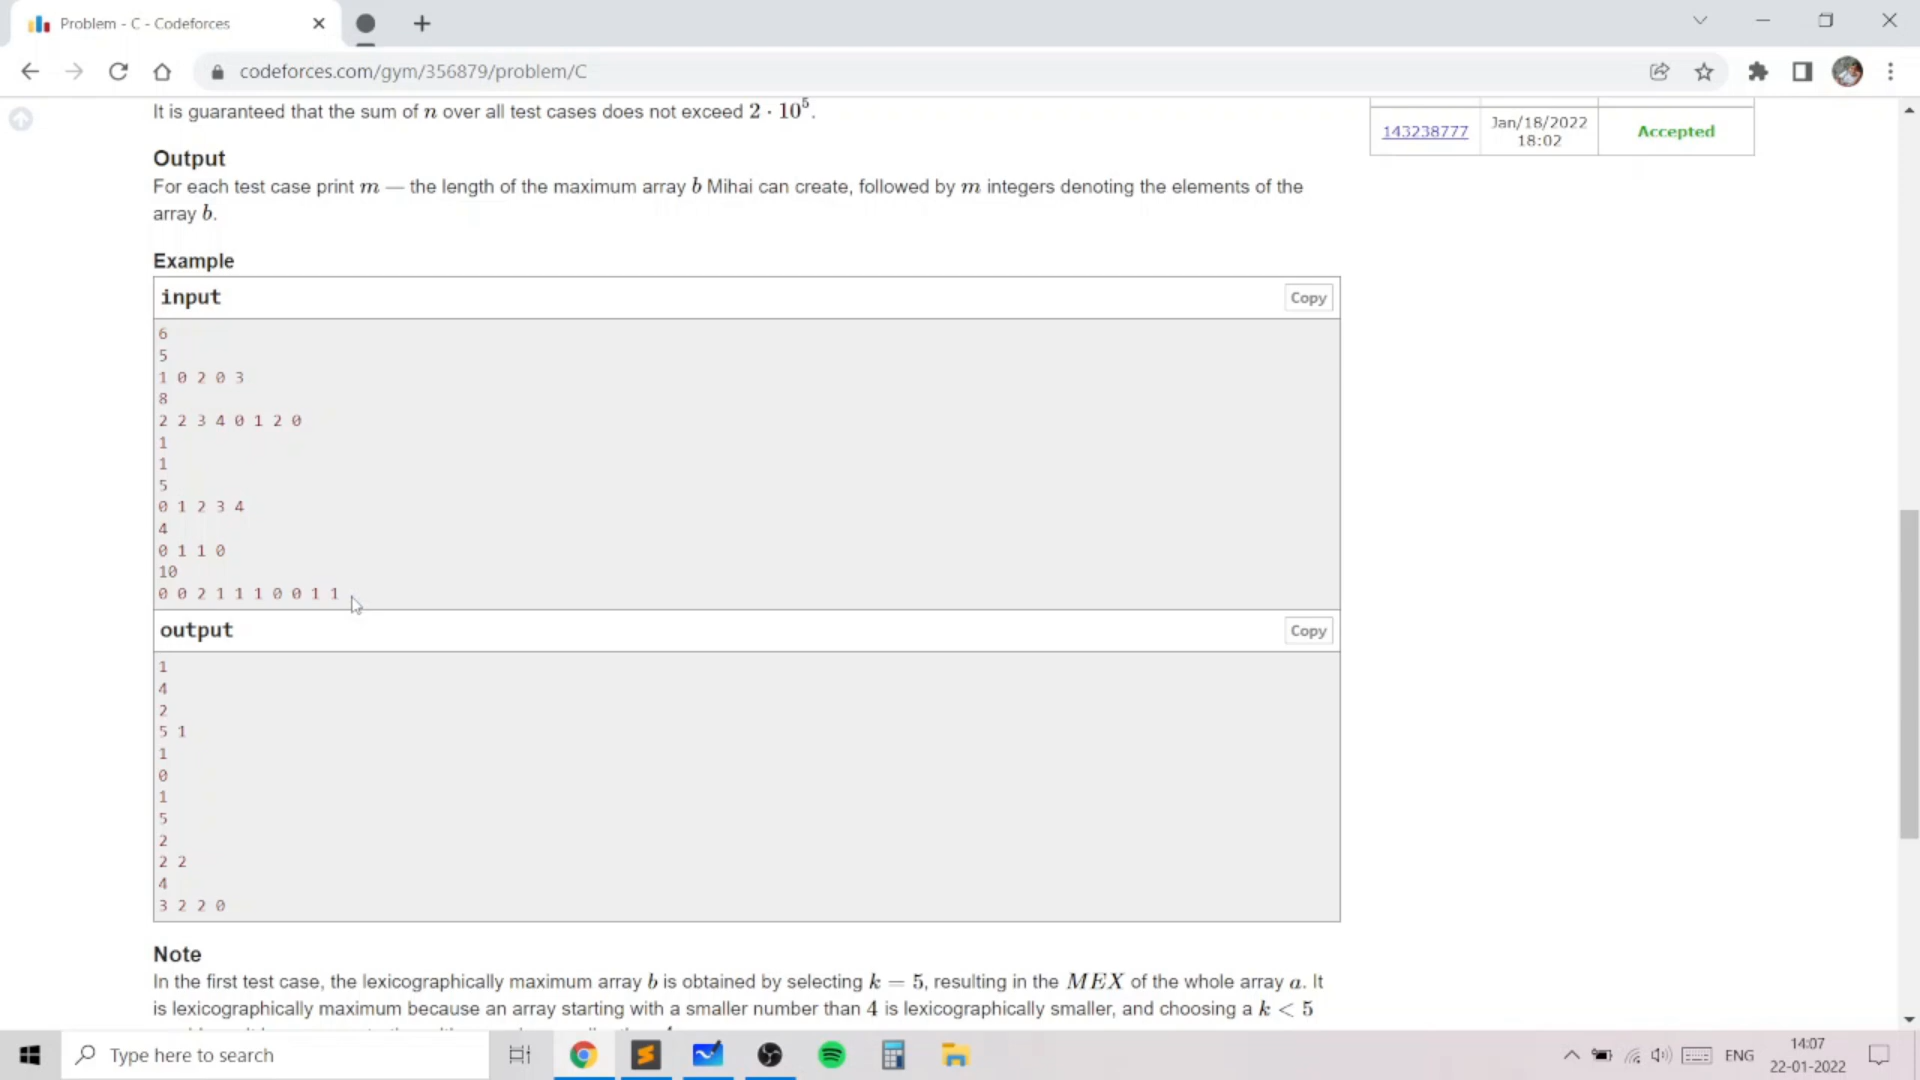 Problem - C - Codeforces
codeforces.com/gym/356879/problem/C
It is guaranteed that the sum of n over all test cases does not exceed 2 · 10^5.
143238777 Jan/18/2022 18:02 Accepted
Output
For each test case print m — the length of the maximum array b Mihai can create, followed by m integers denoting the elements of the
array b.
Example
input Copy
6
5
1 0 2 0 3
8
2 2 3 4 0 1 2 0
1
1
5
0 1 2 3 4
4
0 1 1 0
10
0 0 2 1 1 1 0 0 1 1
output Copy
1
4
2
5 1
1
0
1
5
2
2 2
4
3 2 2 0
Note
In the first test case, the lexicographically maximum array b is obtained by selecting k = 5, resulting in the MEX of the whole array a. It
is lexicographically maximum because an array starting with a smaller number than 4 is lexicographically smaller, and choosing a k < 5
Type here to search
ENG
14:07
22-01-2022